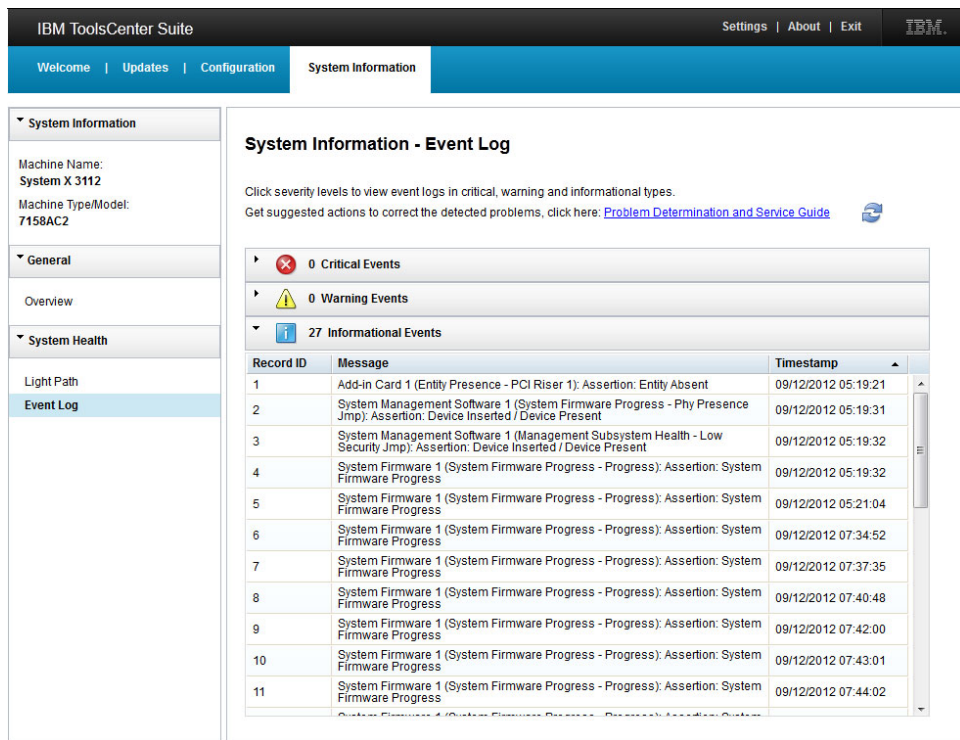 IBM ToolsCenter Suite
Settings | About | Exit
IBM.
Welcome | Updates | Configuration
System Information
System Information
Machine Name:
System X 3112
Machine Type/Model:
7158AC2
General
Overview
System Health
Light Path
Event Log
System Information - Event Log
Click severity levels to view event logs in critical, warning and informational types.
Get suggested actions to correct the detected problems, click here: Problem Determination and Service Guide
0 Critical Events
0 Warning Events
27 Informational Events
Record ID Message Timestamp
1 Add-in Card 1 (Entity Presence - PCI Riser 1): Assertion: Entity Absent 09/12/2012 05:19:21
2 System Management Software 1 (System Firmware Progress - Phy Presence
Jmp): Assertion: Device Inserted / Device Present 09/12/2012 05:19:31
3 System Management Software 1 (Management Subsystem Health - Low
Security Jmp): Assertion: Device Inserted / Device Present 09/12/2012 05:19:32
4 System Firmware 1 (System Firmware Progress - Progress): Assertion: System
Firmware Progress 09/12/2012 05:19:32
5 System Firmware 1 (System Firmware Progress - Progress): Assertion: System
Firmware Progress 09/12/2012 05:21:04
6 System Firmware 1 (System Firmware Progress - Progress): Assertion: System
Firmware Progress 09/12/2012 07:34:52
7 System Firmware 1 (System Firmware Progress - Progress): Assertion: System
Firmware Progress 09/12/2012 07:37:35
8 System Firmware 1 (System Firmware Progress - Progress): Assertion: System
Firmware Progress 09/12/2012 07:40:48
9 System Firmware 1 (System Firmware Progress - Progress): Assertion: System
Firmware Progress 09/12/2012 07:42:00
10 System Firmware 1 (System Firmware Progress - Progress): Assertion: System
Firmware Progress 09/12/2012 07:43:01
11 System Firmware 1 (System Firmware Progress - Progress): Assertion: System
Firmware Progress 09/12/2012 07:44:02